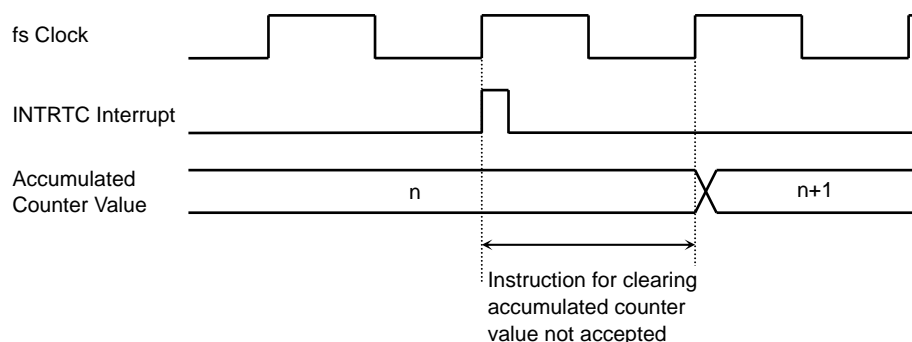 fs Clock
INTRTC Interrupt
Accumulated
Counter Value
n
n+1
Instruction for clearing
accumulated counter
value not accepted